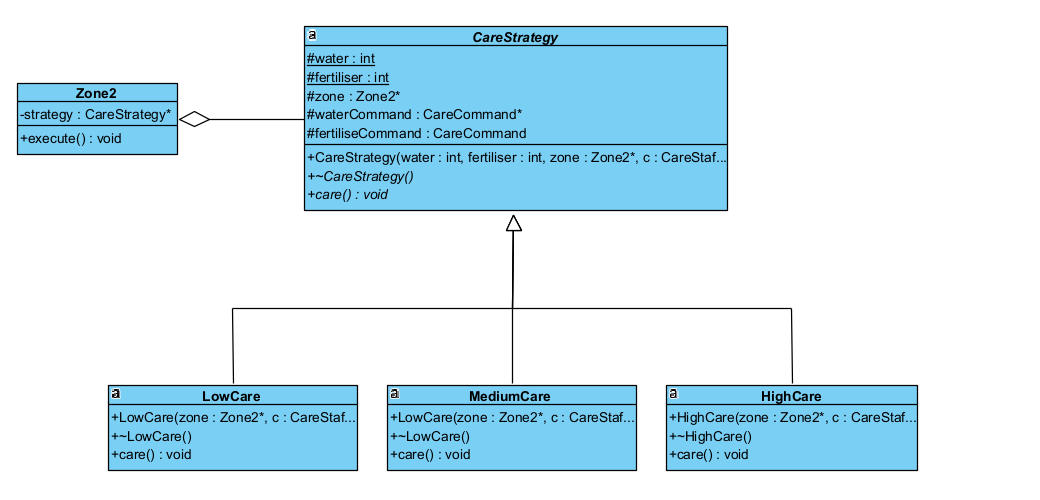 a
CareStrategy
#water : int
#fertiliser : int
#zone : Zone2*
#waterCommand : CareCommand*
#fertiliseCommand : CareCommand
+CareStrategy(water : int, fertiliser : int, zone : Zone2*, c : CareStaf...
+~CareStrategy()
+care() : void
Zone2
-strategy : CareStrategy*
+execute() : void
a
LowCare
+LowCare(zone : Zone2*, c : CareStaf...
+~LowCare()
+care() : void
a
MediumCare
+LowCare(zone : Zone2*, c : CareStaf...
+~LowCare()
+care() : void
a
HighCare
+HighCare(zone : Zone2*, c : CareStaf...
+~HighCare()
+care() : void